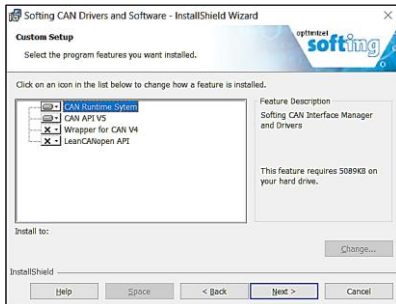 Softing CAN Drivers and Software - InstallShield Wizard
Custom Setup
Select the program features you want installed.
optimize!
softing
Click on an icon in the list below to change how a feature is installed.
CAN Runtime Sytem
CAN API V5
Wrapper for CAN V4
LeanCANopen API
Feature Description
Softing CAN Interface Manager
and Drivers
This feature requires 5089KB on
your hard drive.
Install to:
Change...
InstallShield
Help
Space
< Back
Next >
Cancel